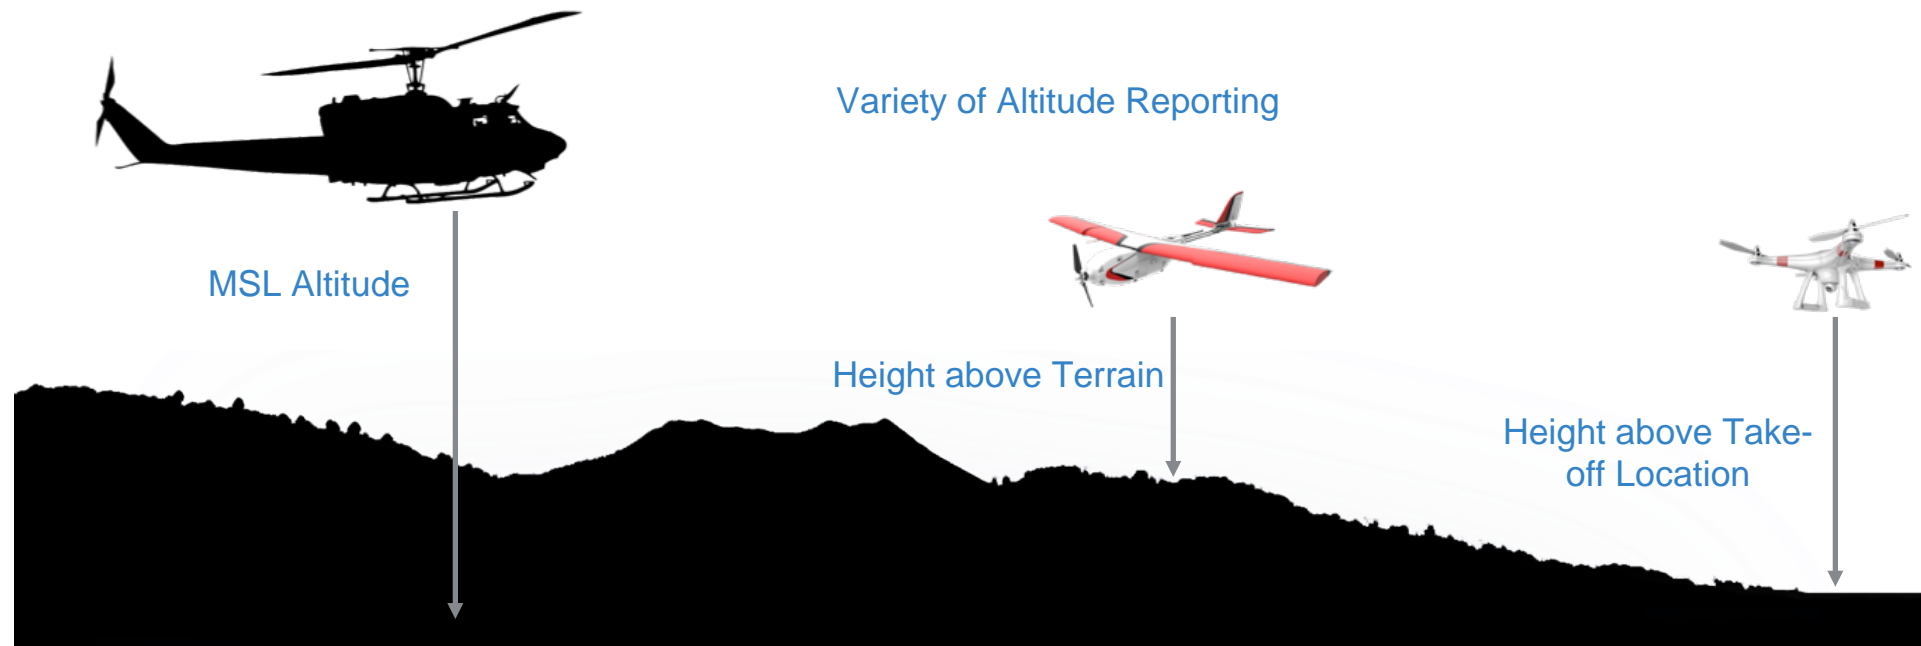 Variety of Altitude Reporting
MSL Altitude
Height above Terrain
Height above Take-
off Location